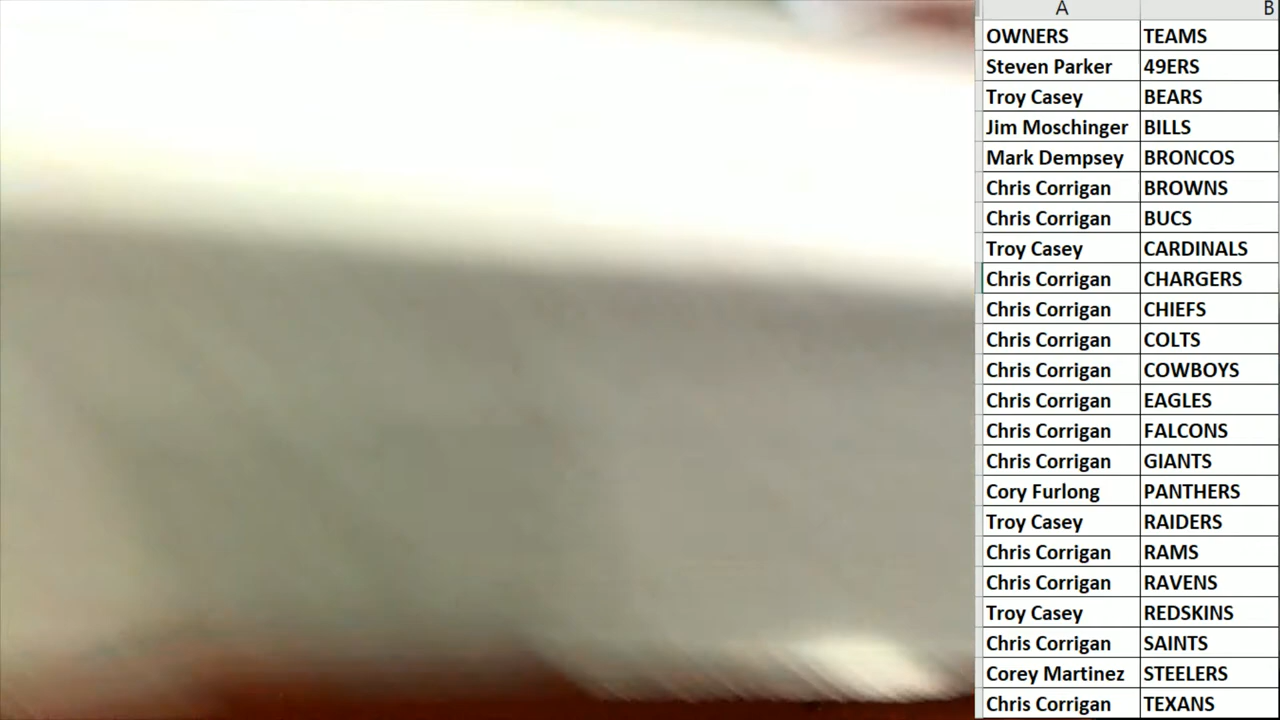 A B
OWNERS TEAMS
Steven Parker 49ERS
Troy Casey BEARS
Jim Moschinger BILLS
Mark Dempsey BRONCOS
Chris Corrigan BROWNS
Chris Corrigan BUCS
Troy Casey CARDINALS
Chris Corrigan CHARGERS
Chris Corrigan CHIEFS
Chris Corrigan COLTS
Chris Corrigan COWBOYS
Chris Corrigan EAGLES
Chris Corrigan FALCONS
Chris Corrigan GIANTS
Cory Furlong PANTHERS
Troy Casey RAIDERS
Chris Corrigan RAMS
Chris Corrigan RAVENS
Troy Casey REDSKINS
Chris Corrigan SAINTS
Corey Martinez STEELERS
Chris Corrigan TEXANS